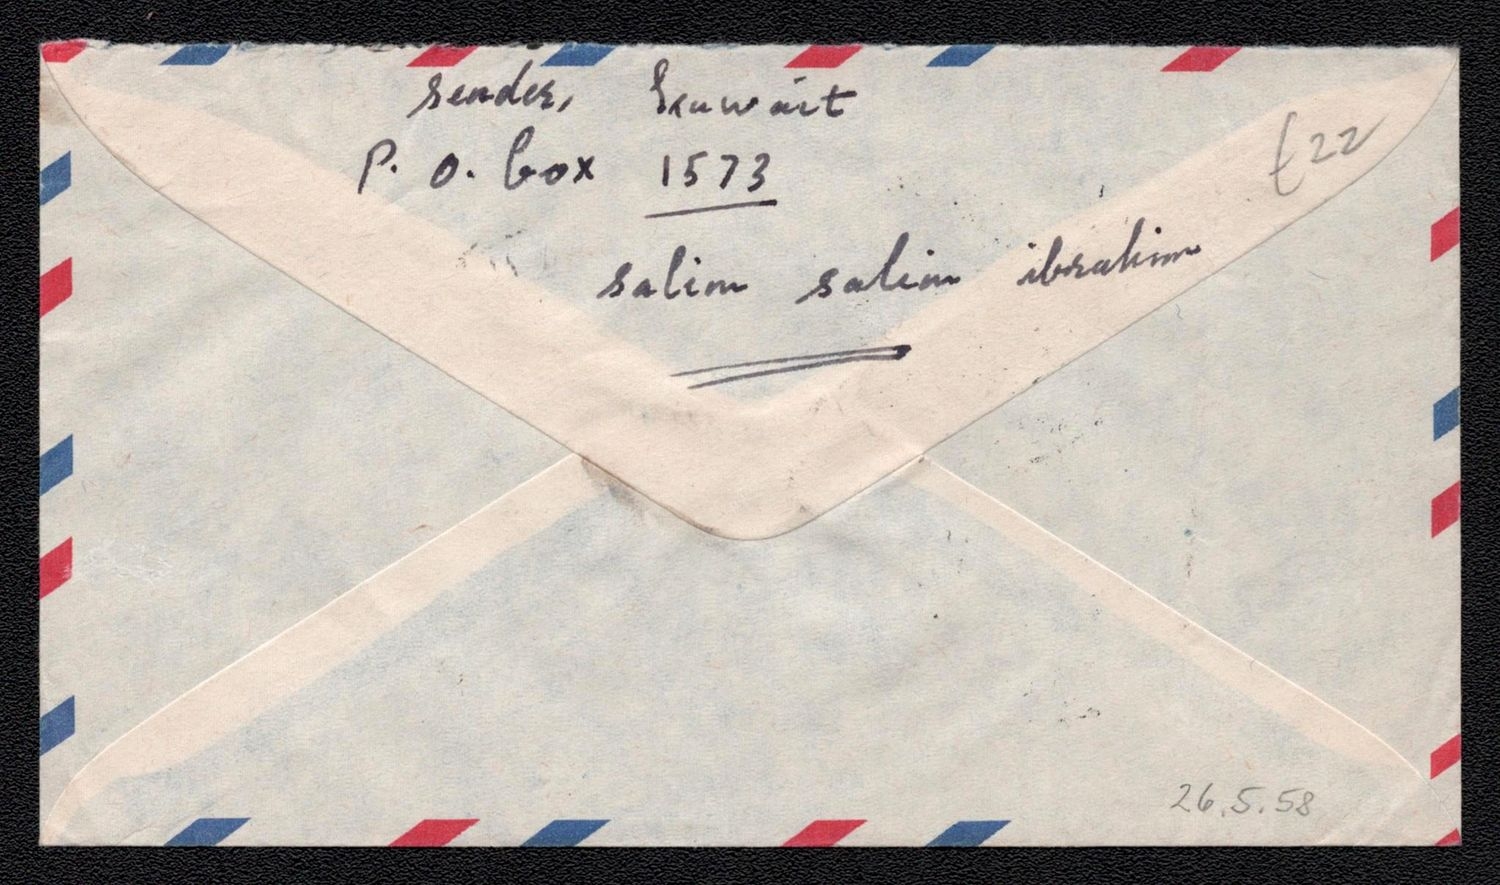 sender, Kuwait
P. O. box 1573
salim salim ibrahim
£22
26.5.58